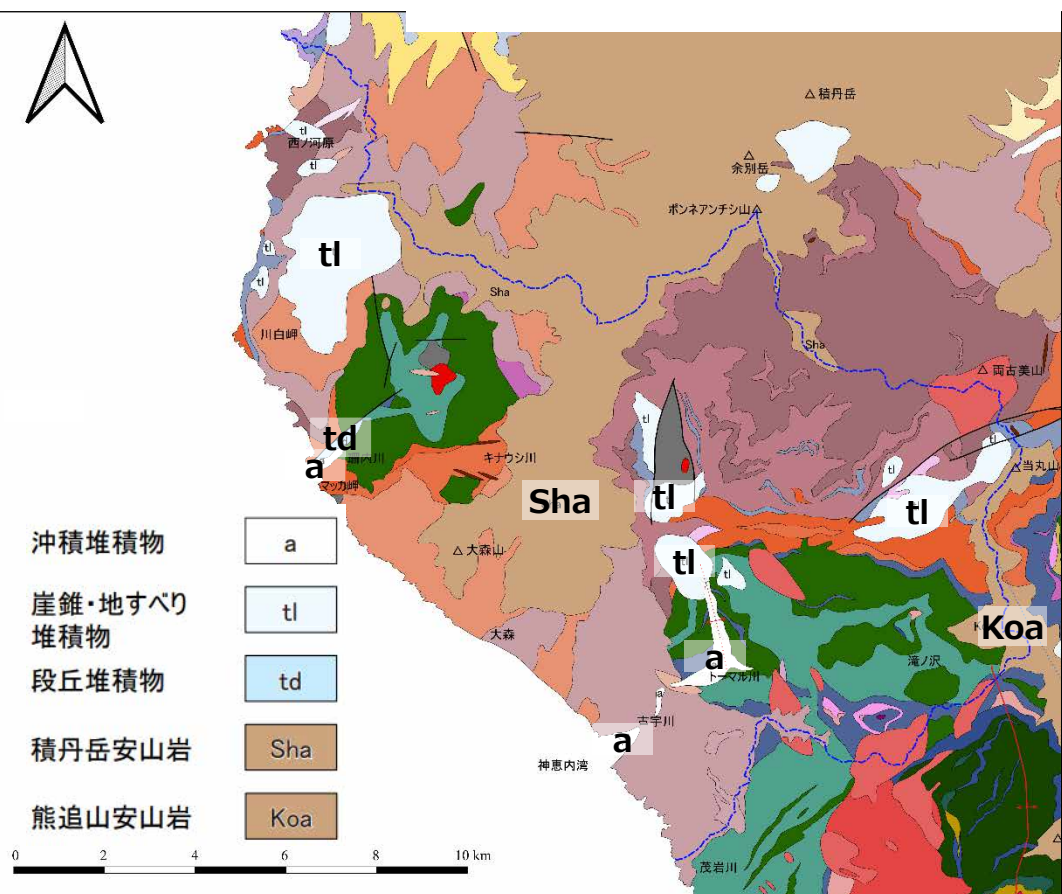 積丹岳
tl
西ノ河原
余別岳
tl
ポンネアンチシ山
tl
tl
Sha
tl
川白岬
Sha
両古美山
tl
td
a
キナウシ川
マッカ岬
tl
tl
当丸山
Sha
tl
tl
沖積堆積物
a
大森山
tl
tl
崖錐・地すべり
堆積物
tl
大森
Koa
滝ノ沢
a
トーマル川
段丘堆積物
td
a
古宇川
a
積丹岳安山岩
Sha
神恵内湾
熊追山安山岩
Koa
0 2 4 6 8 10 km
茂岩川